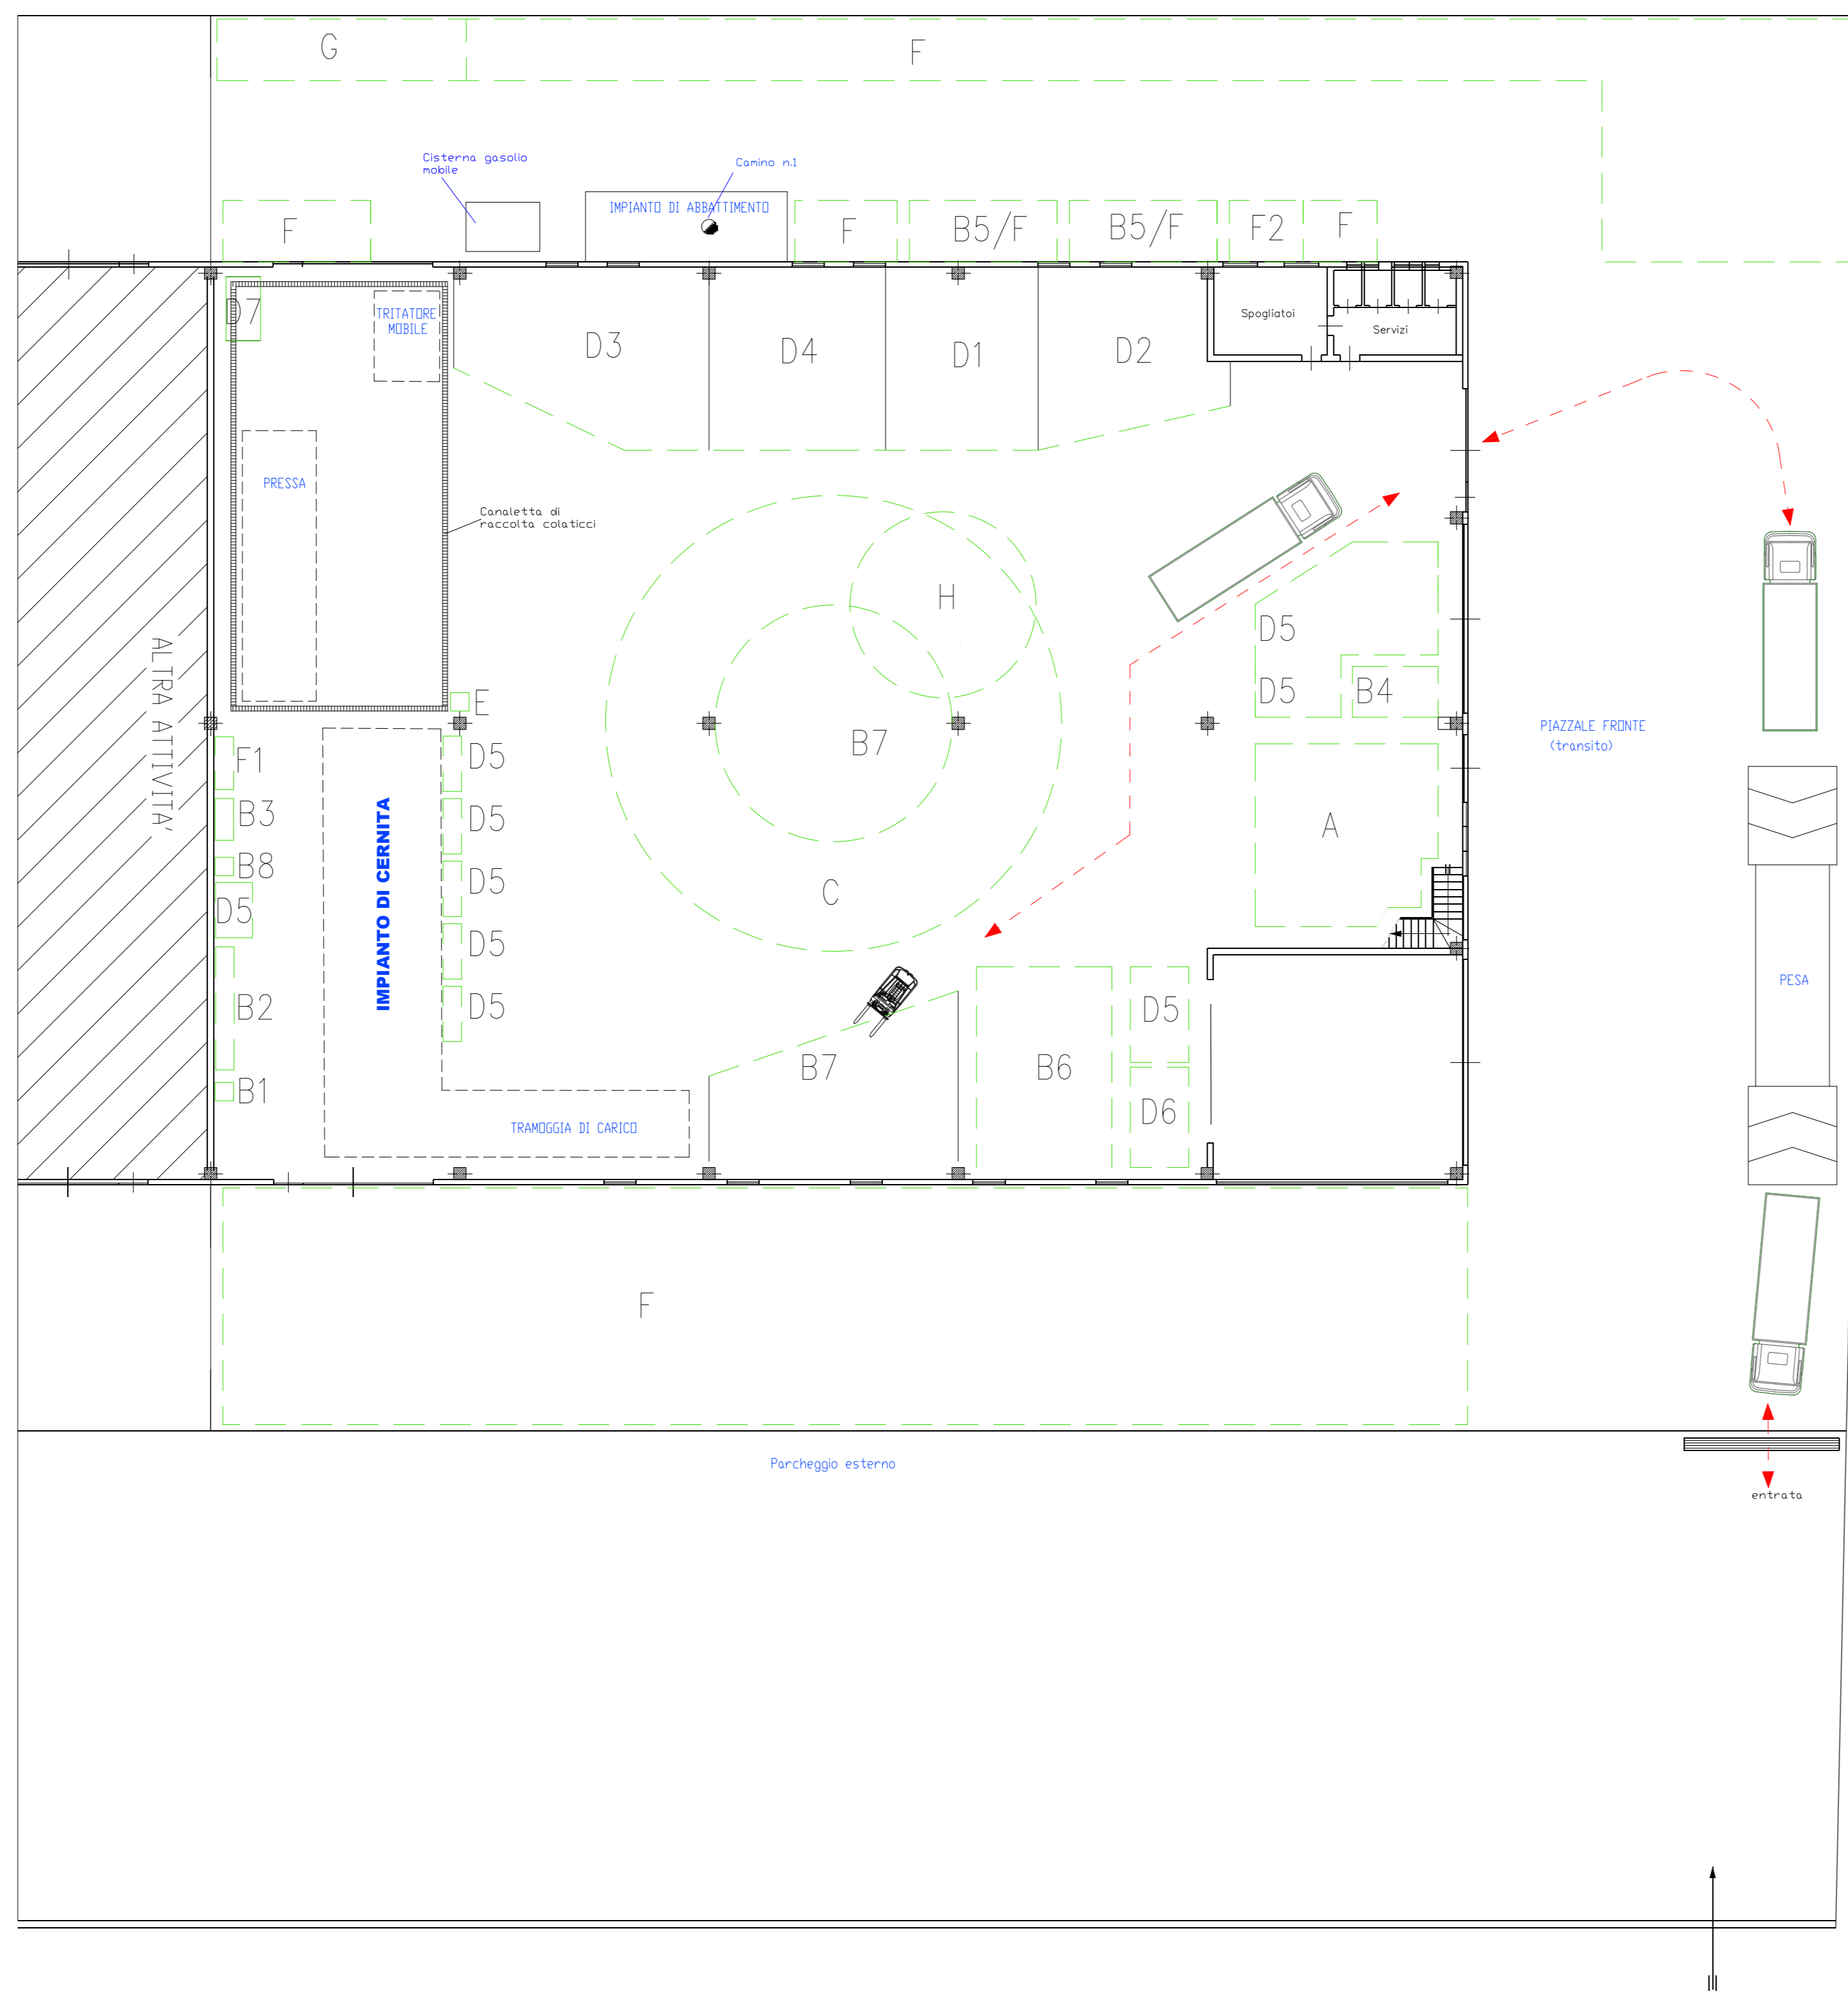 G
F
Cisterna gasolio
mobile
Camino n.1
IMPIANTO DI ABBATTIMENTO
F
F
B5/F
B5/F
F2
F
D7
TRITATORE
MOBILE
D3
D4
D1
D2
Spogliatoi
Servizi
PRESSA
Canaletta di
raccolta colaticci
H
D5
D5
B4
E
ALTRA ATTIVITA'
PIAZZALE FRONTE
(transito)
F1
D5
B7
B3
D5
A
B8
D5
C
D5
IMPIANTO DI CERNITA
D5
B2
D5
D5
PESA
B7
B6
B1
D6
TRAMOGGIA DI CARICO
F
Parcheggio esterno
entrata